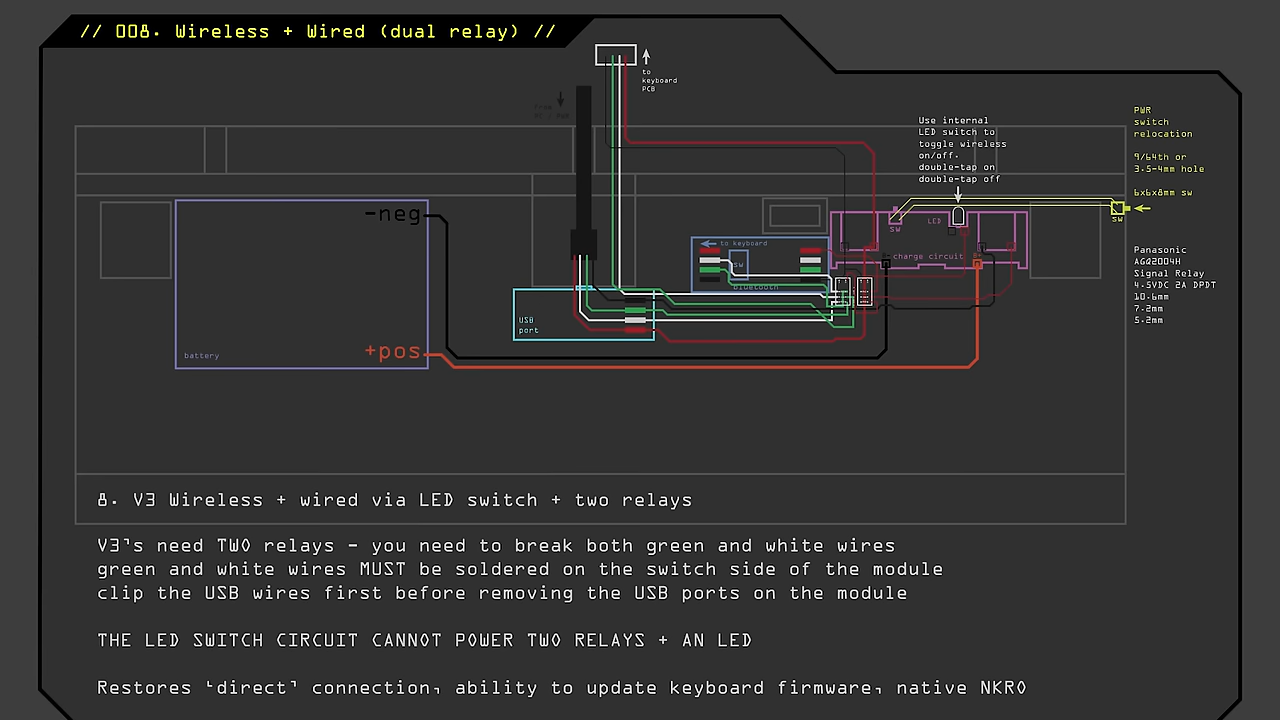 // 008. Wireless + Wired (dual relay) //
to
keyboard
PCB
Use internal
LED switch to
toggle wireless
on/off.
double-tap on
double-tap off
PWR
switch
relocation
9/64th or
3.5-4mm hole
6x6x8mm sw
SW
-neg
+pos
battery
USB
port
to keyboard
SW
bluetooth
SW
LED
charge circuit
Panasonic
AGQ2004H
Signal Relay
4.5VDC 2A DPDT
10.6mm
7.2mm
5.2mm
8. V3 Wireless + wired via LED switch + two relays
V3's need TWO relays - you need to break both green and white wires
green and white wires MUST be soldered on the switch side of the module
clip the USB wires first before removing the USB ports on the module
THE LED SWITCH CIRCUIT CANNOT POWER TWO RELAYS + AN LED
Restores 'direct' connection, ability to update keyboard firmware, native NKRO